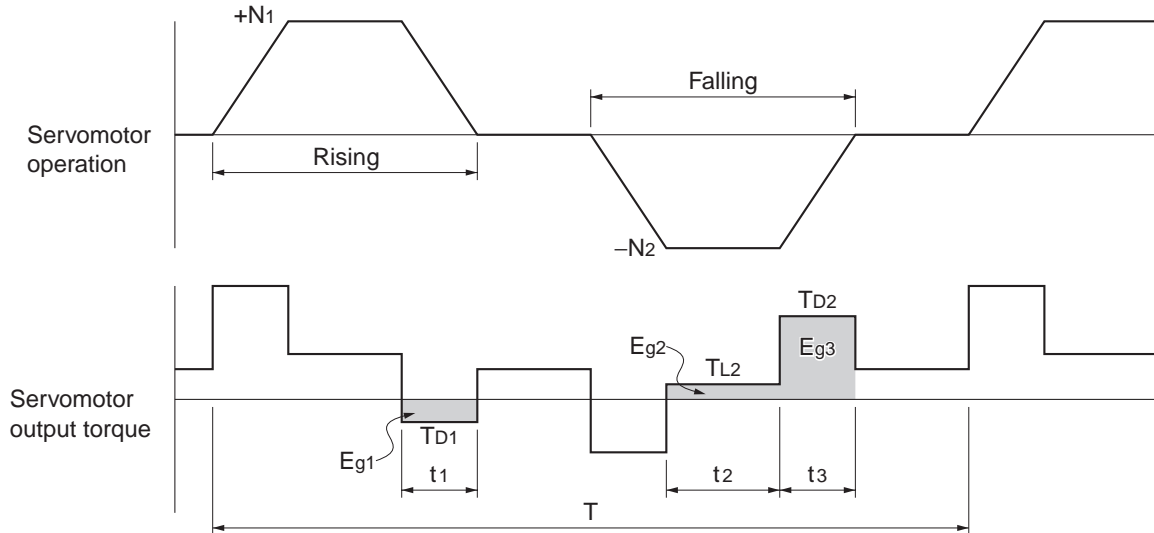 +N1
Falling
Servomotor
operation
Rising
–N2
TD2
Eg2
TL2
Eg3
Servomotor
output torque
TD1
Eg1
t1
t2
t3
T